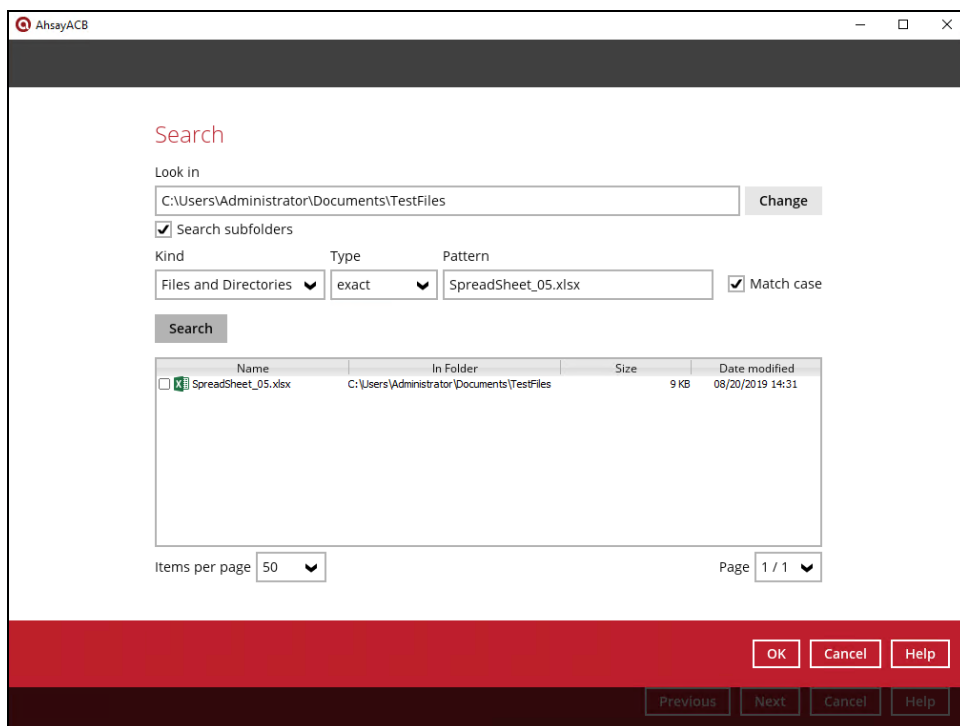 AhsayACB
Search
Look in
C:\Users\Administrator\Documents\TestFiles
Change
Search subfolders
Kind Type Pattern
Files and Directories exact SpreadSheet_05.xlsx Match case
Search
Name In Folder Size Date modified
SpreadSheet_05.xlsx C:\Users\Administrator\Documents\TestFiles 9 KB 08/20/2019 14:31
Items per page 50 Page 1 / 1
OK Cancel Help
Previous Next Cancel Help